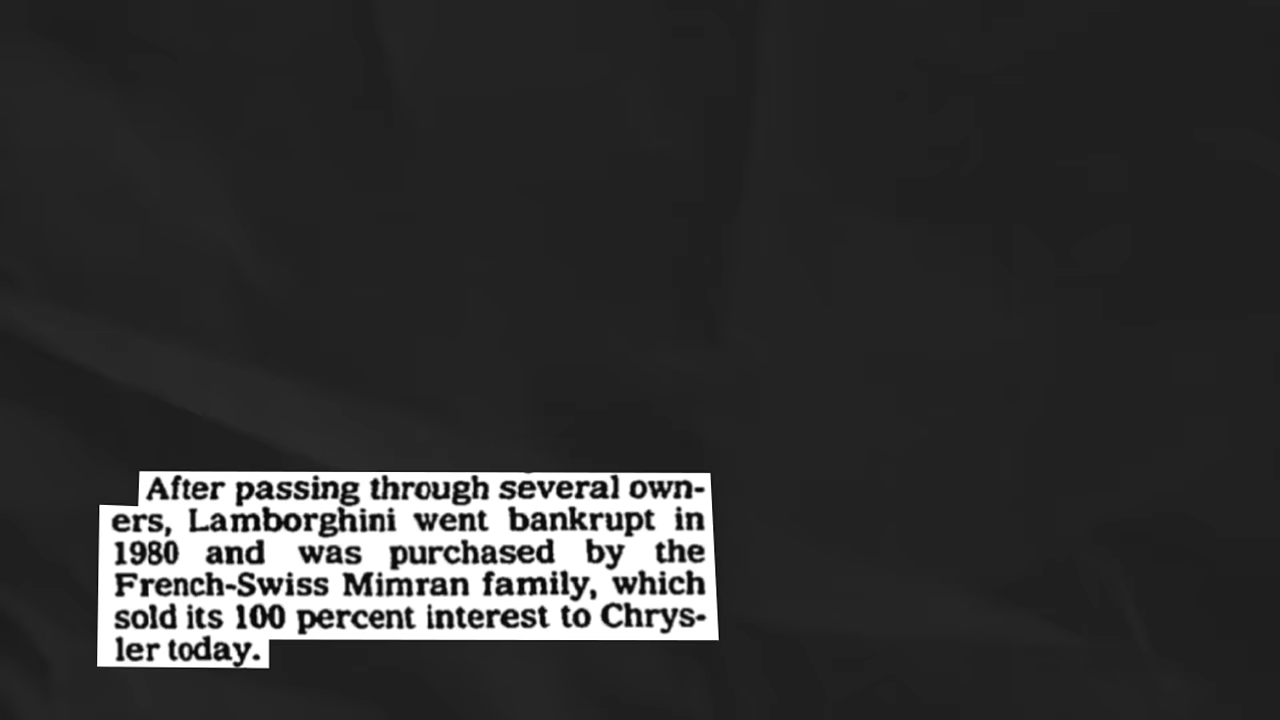 After passing through several own-
ers, Lamborghini went bankrupt in
1980 and was purchased by the
French-Swiss Mimran family, which
sold its 100 percent interest to Chrys-
ler today.